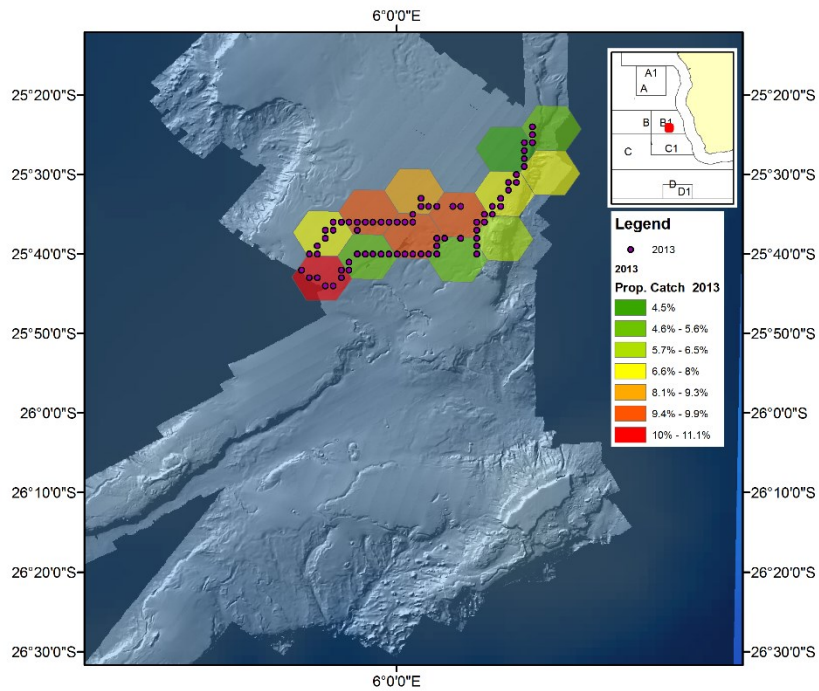 6°0'0"E
25°20'0"S
25°20'0"S
25°30'0"S
25°30'0"S
25°40'0"S
25°40'0"S
25°50'0"S
25°50'0"S
26°0'0"S
26°0'0"S
26°10'0"S
26°10'0"S
26°20'0"S
26°20'0"S
26°30'0"S
26°30'0"S
6°0'0"E
A1
A
B B1
C1
C
D
D1
Legend
2013
2013
Prop. Catch 2013
4.5%
4.6% - 5.6%
5.7% - 6.5%
6.6% - 8%
8.1% - 9.3%
9.4% - 9.9%
10% - 11.1%